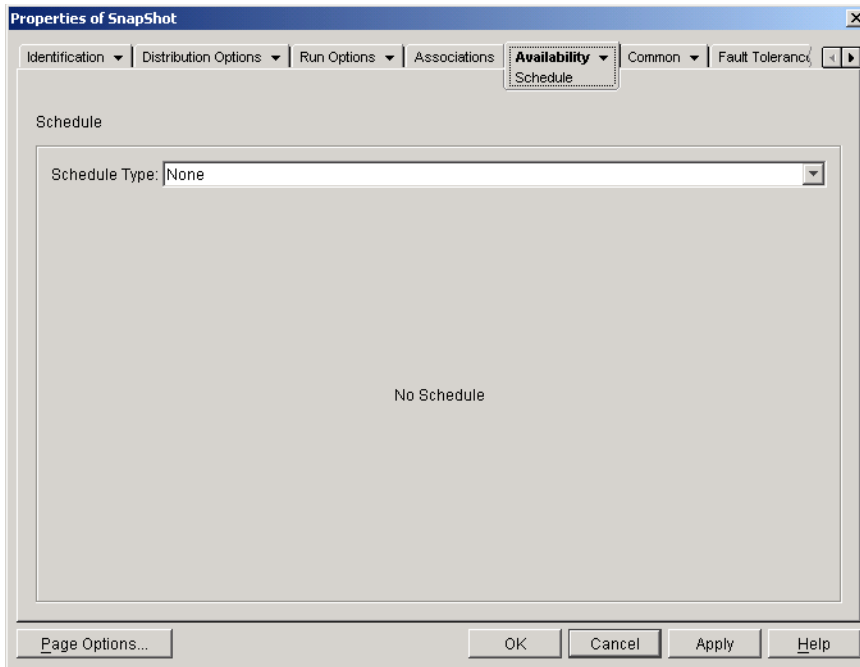 Properties of SnapShot
Identification Distribution Options Run Options Associations Availability Common Fault Toleranc
Schedule
Schedule
Schedule Type: None
No Schedule
Page Options... OK Cancel Apply Help